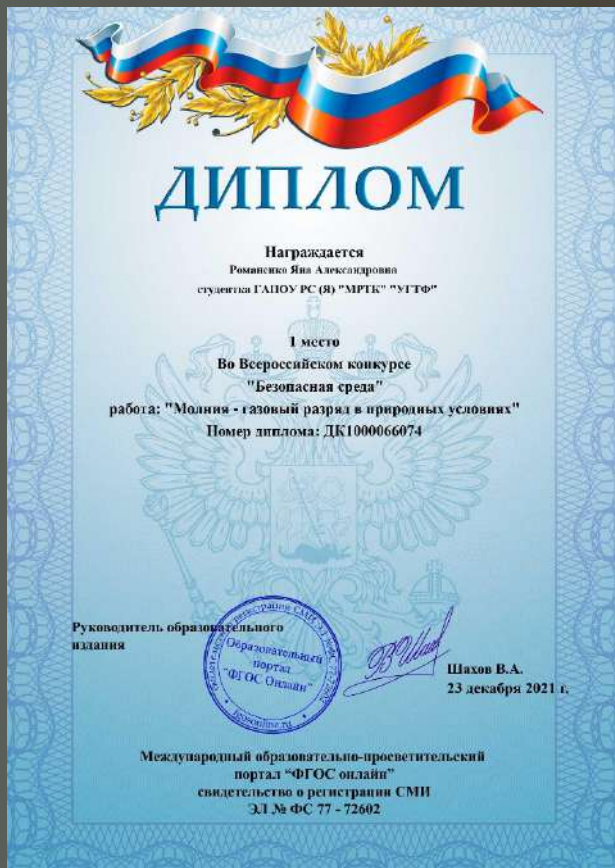 ДИПЛОМ
Награждается
Романенко Яна Александровна
студентка ГАПОУ РС (Я) "МРТК" "УГТФ"
1 место
Во Всероссийском конкурсе
"Безопасная среда"
работа: "Молния - газовый разряд в природных условиях"
Номер диплома: ДК1000066074
Руководитель образовательного
издания
Образовательный
портал
"ФГОС Онлайн"
fgosonline.ru
Шахов В.А.
23 декабря 2021 г.
Международный образовательно-просветительский
портал “ФГОС онлайн”
свидетельство о регистрации СМИ
ЭЛ № ФС 77 - 72602